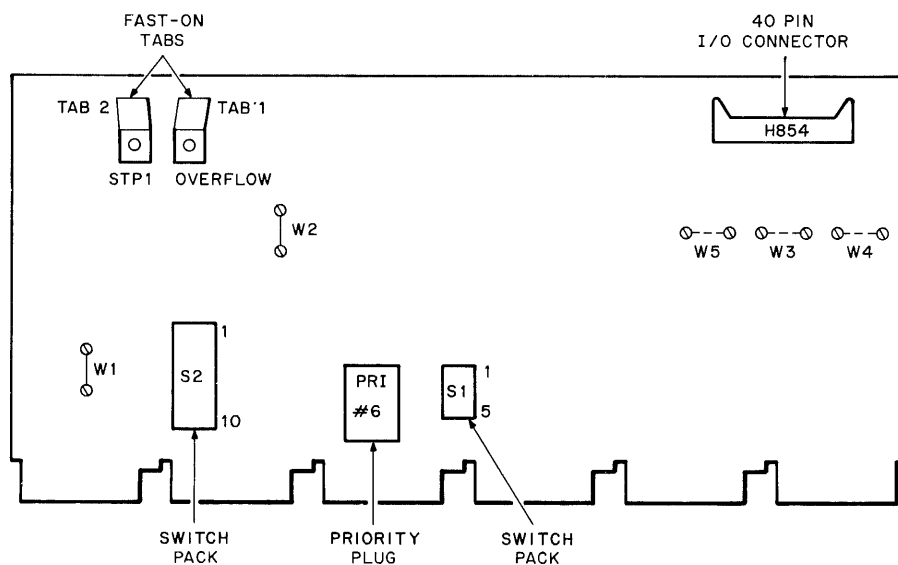 FAST-ON
TABS
40 PIN
I/O CONNECTOR
TAB 2
TAB'1
H854
STP1
OVERFLOW
W2
W5
W3
W4
W1
S2
1
10
PRI
#6
S1
1
5
SWITCH
PACK
PRIORITY
PLUG
SWITCH
PACK